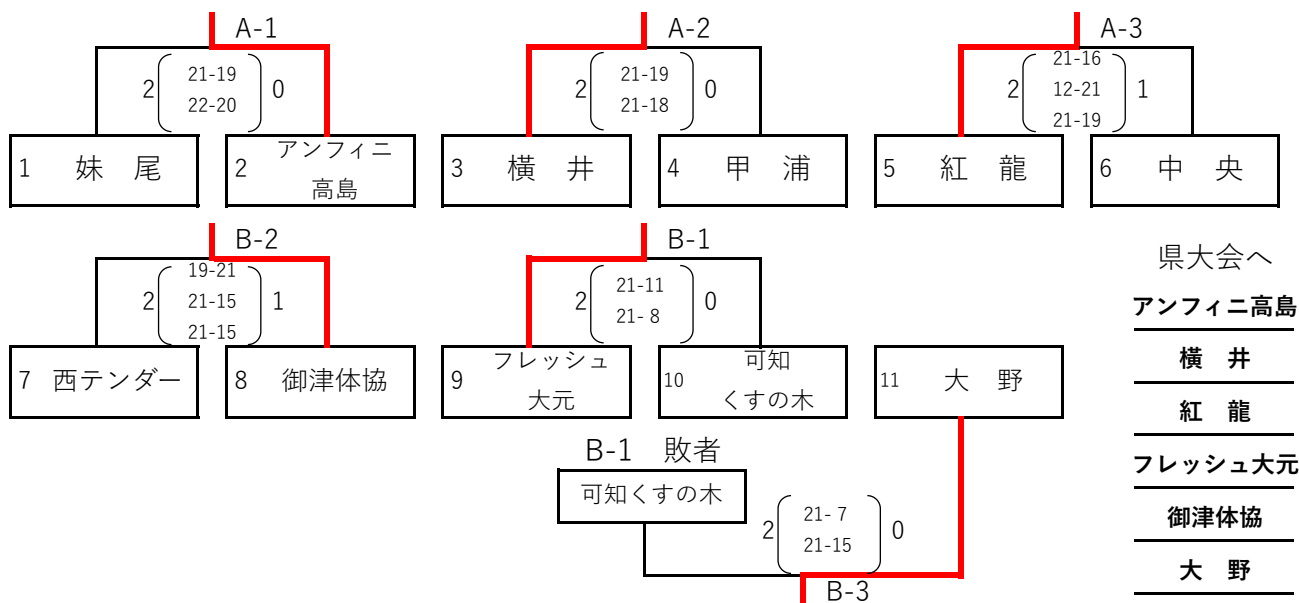 A-1
A-2
A-3
2 21-19 0
22-20
2 21-19 0
21-18
2 21-16 1
12-21
21-19
1 妹 尾
2 アンフィニ
高島
3 横 井
4 甲 浦
5 紅 龍
6 中 央
B-2
B-1
2 19-21 1
21-15
21-15
2 21-11 0
21- 8
7 西テンダー
8 御津体協
9 フレッシュ
大元
10 可知
くすの木
11 大 野
B-1 敗者
可知くすの木
2 21- 7 0
21-15
B-3
県大会へ
アンフィニ高島
横 井
紅 龍
フレッシュ大元
御津体協
大 野